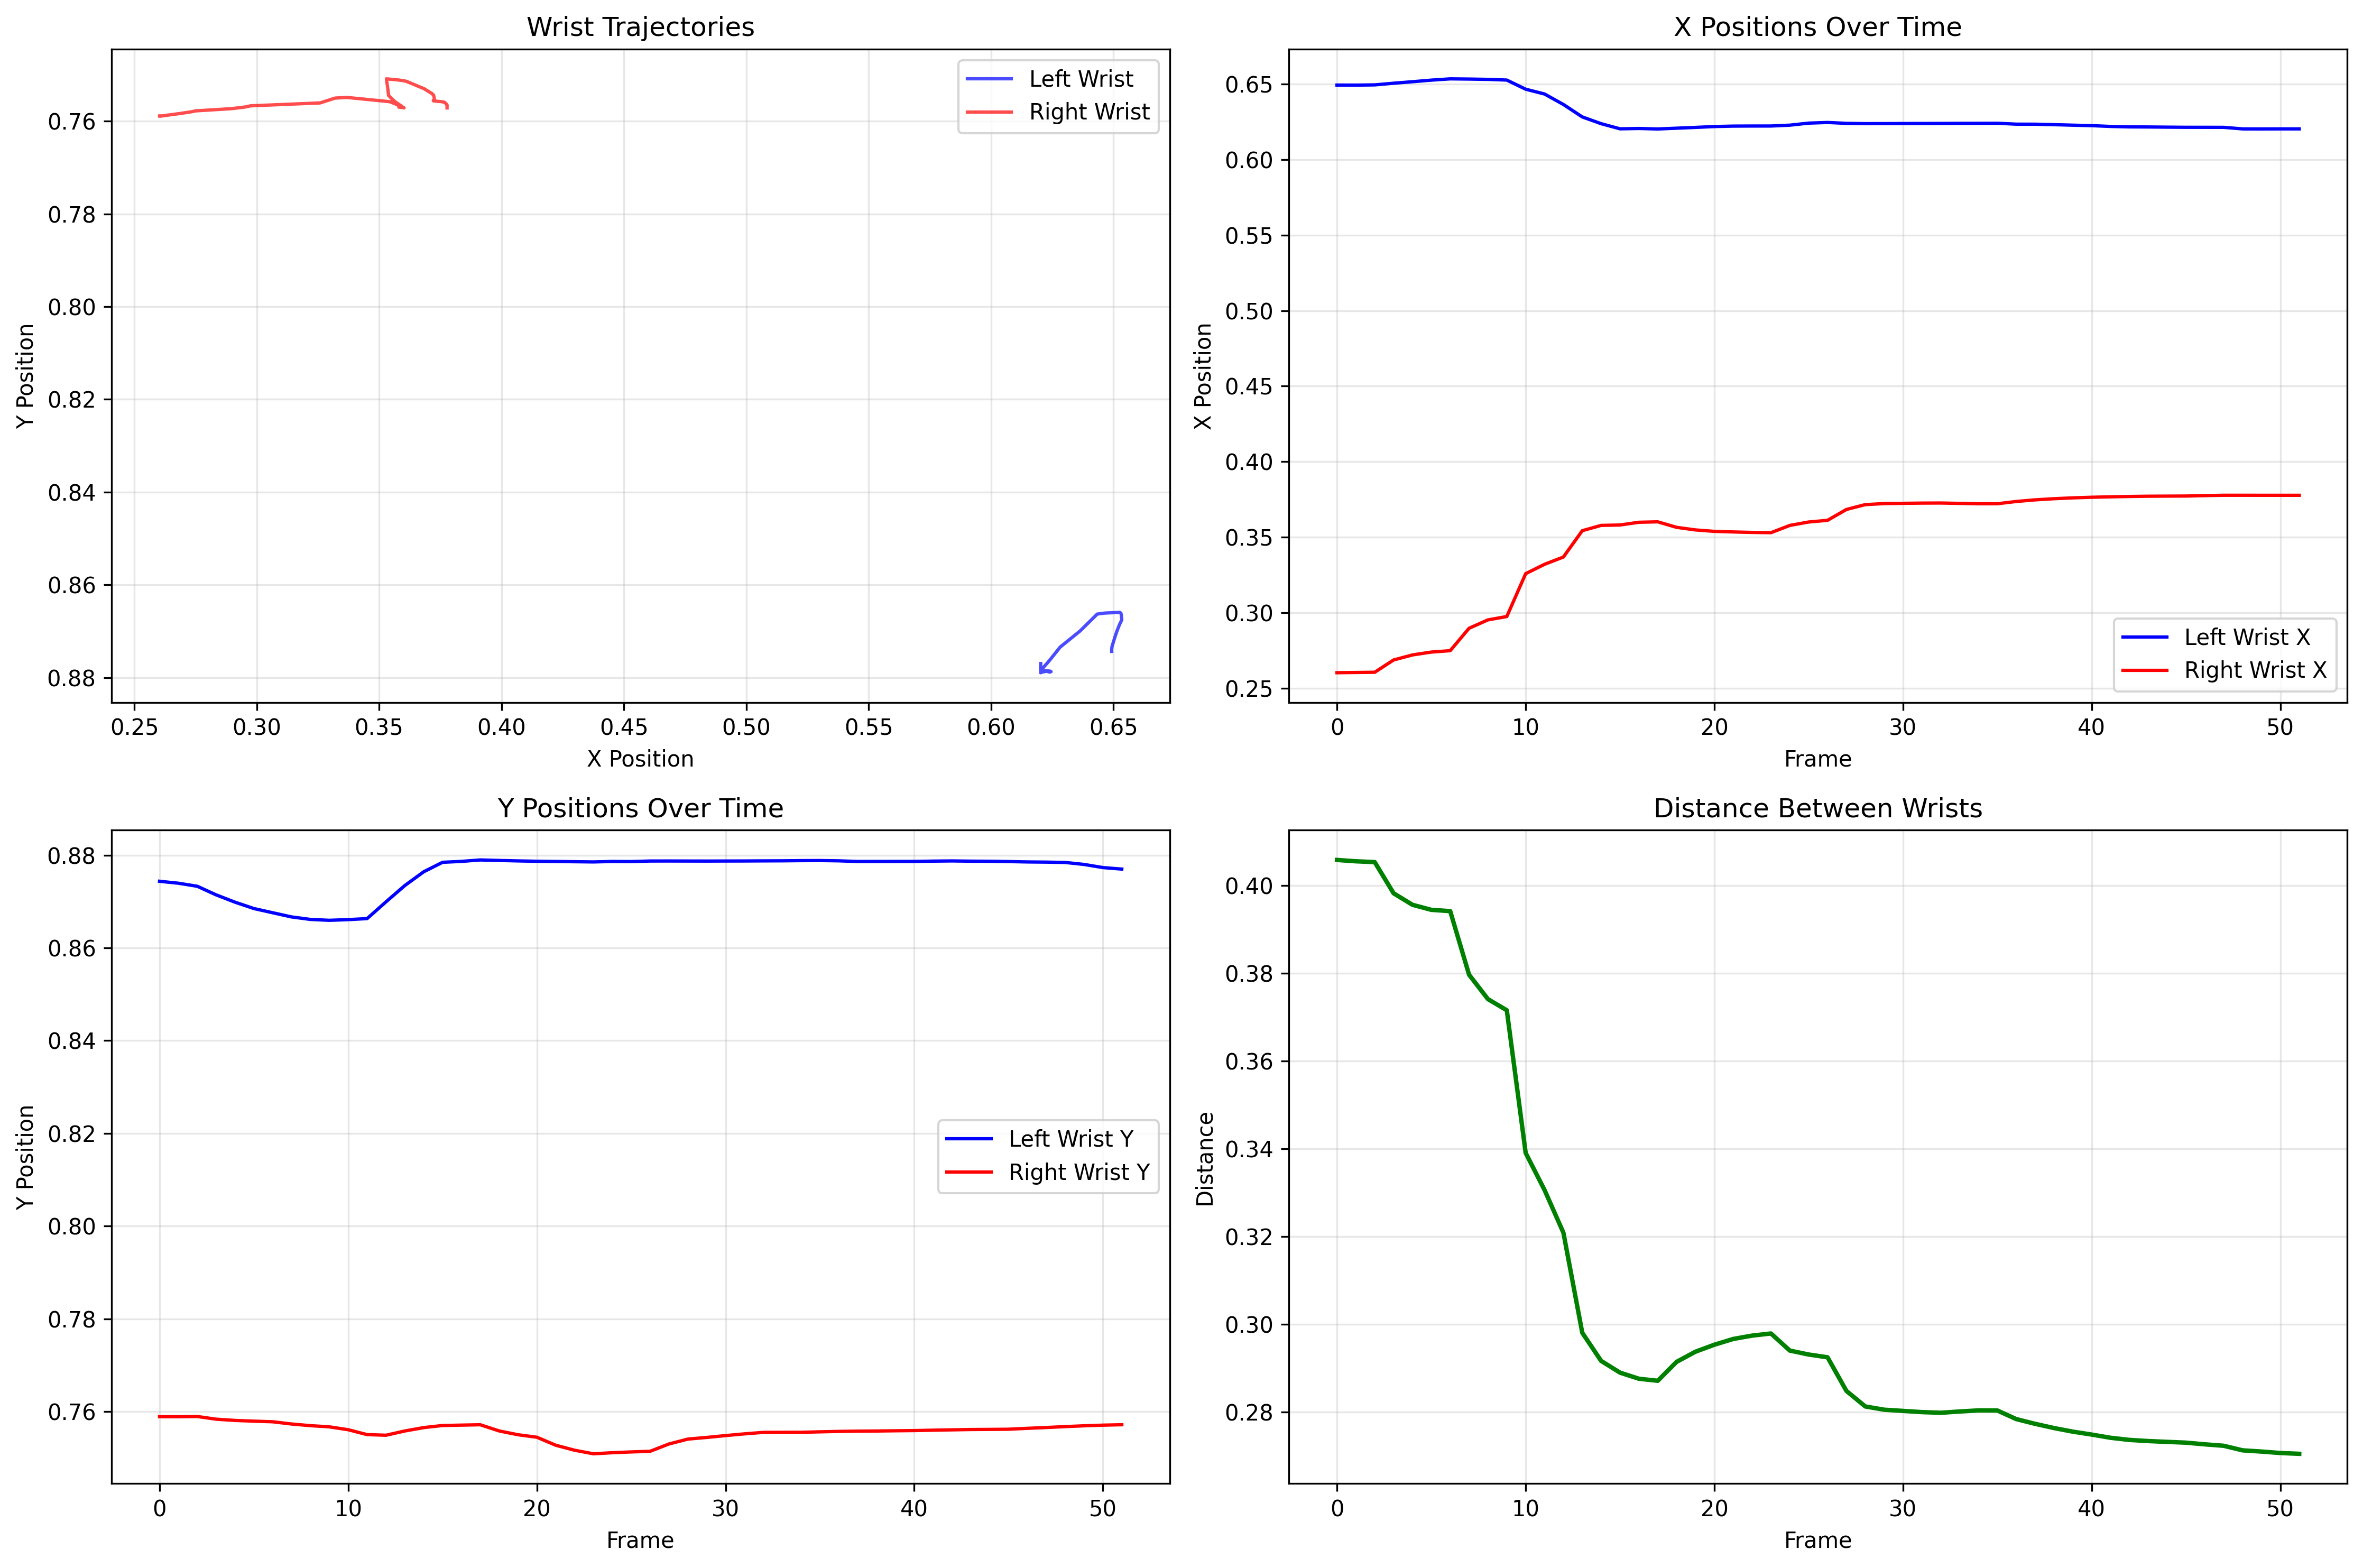 Wrist Trajectories
Left Wrist
Right Wrist
0.76
0.78
0.80
0.82
0.84
0.86
0.88
Y Position
0.25 0.30 0.35 0.40 0.45 0.50 0.55 0.60 0.65
X Position
X Positions Over Time
0.65
0.60
0.55
0.50
0.45
0.40
0.35
0.30
0.25
X Position
Left Wrist X
Right Wrist X
0 10 20 30 40 50
Frame
Y Positions Over Time
0.88
0.86
0.84
0.82
0.80
0.78
0.76
Y Position
Left Wrist Y
Right Wrist Y
0 10 20 30 40 50
Frame
Distance Between Wrists
0.40
0.38
0.36
0.34
0.32
0.30
0.28
Distance
0 10 20 30 40 50
Frame